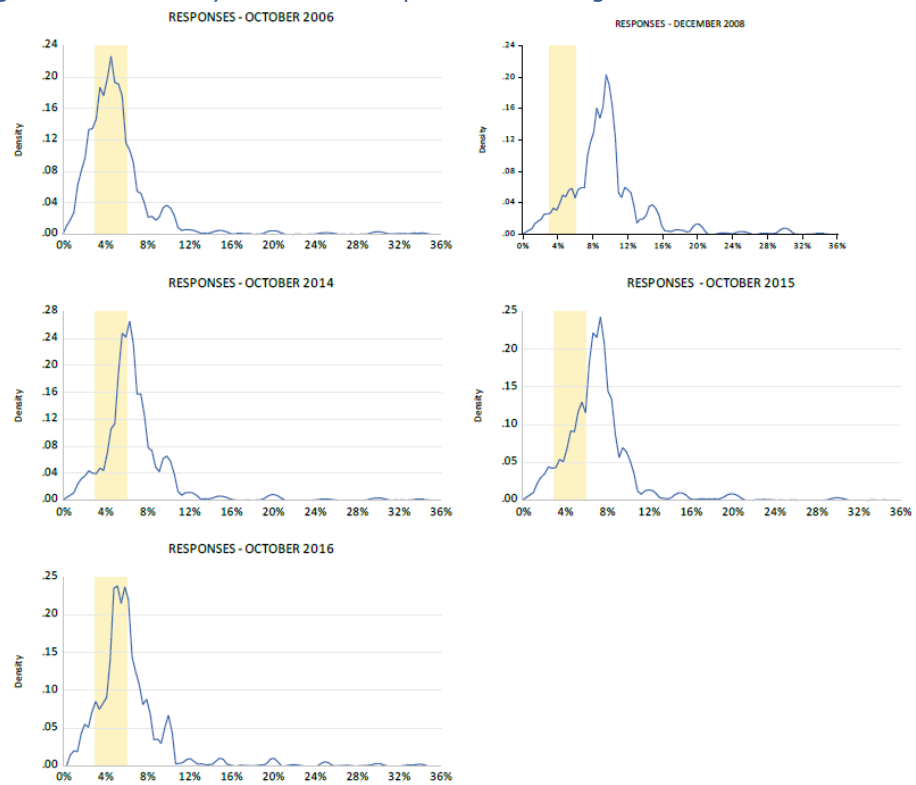 RESPONSES - OCTOBER 2006
.24
.20
.16
.12
.08
.04
.00
Density
0% 4% 8% 12% 16% 20% 24% 28% 32% 36%
RESPONSES - DECEMBER 2008
.24
.20
.16
.12
.08
.04
.00
Density
0% 4% 8% 12% 16% 20% 24% 28% 32% 36%
RESPONSES - OCTOBER 2014
.28
.24
.20
.16
.12
.08
.04
.00
Density
0% 4% 8% 12% 16% 20% 24% 28% 32% 36%
RESPONSES - OCTOBER 2015
.25
.20
.15
.10
.05
.00
Density
0% 4% 8% 12% 16% 20% 24% 28% 32% 36%
RESPONSES - OCTOBER 2016
.25
.20
.15
.10
.05
.00
Density
0% 4% 8% 12% 16% 20% 24% 28% 32% 36%